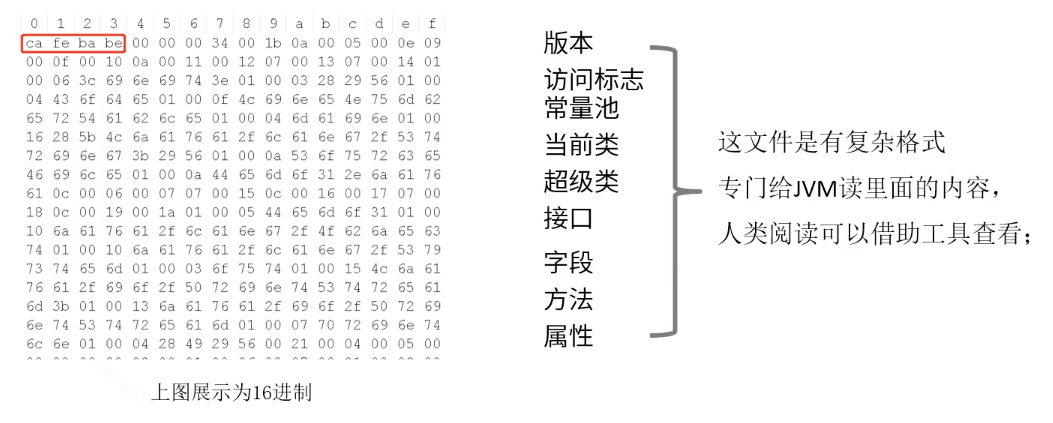 0 1 2 3 4 5 6 7 8 9 a b c d e f
ca fe ba be 00 00 00 34 00 1b 0a 00 05 00 0e 09
00 0f 00 10 0a 00 11 00 12 07 00 13 07 00 14 01
00 06 3c 69 6e 69 74 3e 01 00 03 28 29 56 01 00
04 43 6f 64 65 01 00 0f 4c 69 6e 65 4e 75 6d 62
65 72 54 61 62 6c 65 01 00 04 6d 61 69 6e 01 00
16 28 5b 4c 6a 61 76 61 2f 6c 61 6e 67 2f 53 74
72 69 6e 67 3b 29 56 01 00 0a 53 6f 75 72 63 65
46 69 6c 65 01 00 0a 44 65 6d 6f 31 2e 6a 61 76
61 0c 00 06 00 07 07 00 15 0c 00 16 00 17 07 00
18 0c 00 19 00 1a 01 00 05 44 65 6d 6f 31 01 00
10 6a 61 76 61 2f 6c 61 6e 67 2f 4f 62 6a 65 63
74 01 00 10 6a 61 76 61 2f 6c 61 6e 67 2f 53 79
73 74 65 6d 01 00 03 6f 75 74 01 00 15 4c 6a 61
76 61 2f 69 6f 2f 50 72 69 6e 74 53 74 72 65 61
6d 3b 01 00 13 6a 61 76 61 2f 69 6f 2f 50 72 69
6e 74 53 74 72 65 61 6d 01 00 07 70 72 69 6e 74
6c 6e 01 00 04 28 49 29 56 00 21 00 04 00 05 00
上图展示为16进制
版本
访问标志
常量池
当前类
超级类
接口
字段
方法
属性
这文件是有复杂格式
专门给JVM读里面的内容，
人类阅读可以借助工具查看；